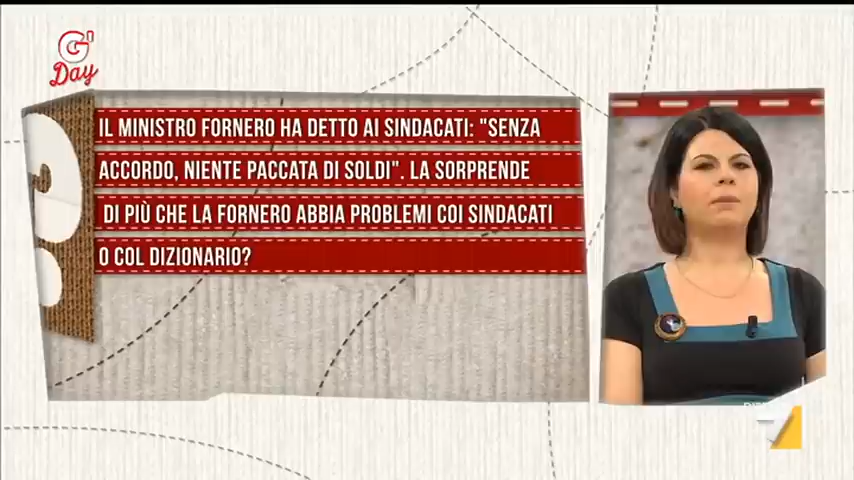 G'
Day
IL MINISTRO FORNERO HA DETTO AI SINDACATI: "SENZA
ACCORDO, NIENTE PACCATA DI SOLDI". LA SORPRENDE
DI PIÙ CHE LA FORNERO ABBIA PROBLEMI COI SINDACATI
O COL DIZIONARIO?